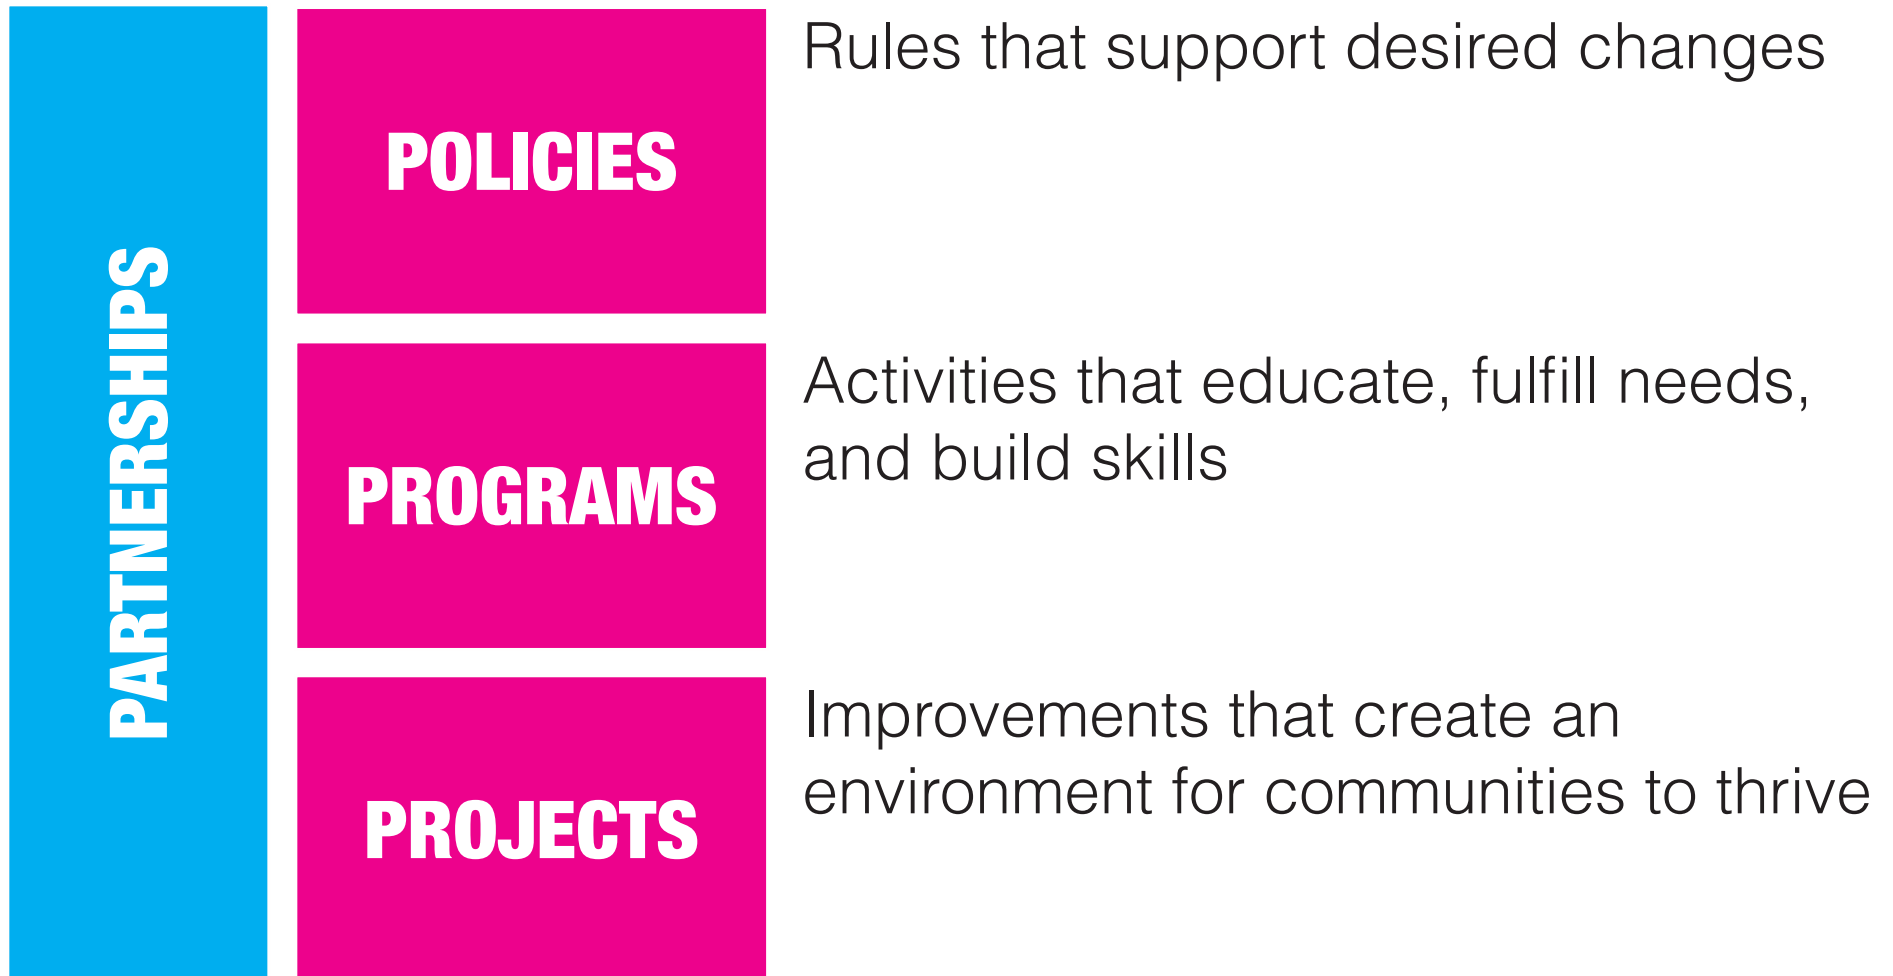 PARTNERSHIPS
POLICIES
Rules that support desired changes
PROGRAMS
Activities that educate, fulfill needs,
and build skills
PROJECTS
Improvements that create an
environment for communities to thrive